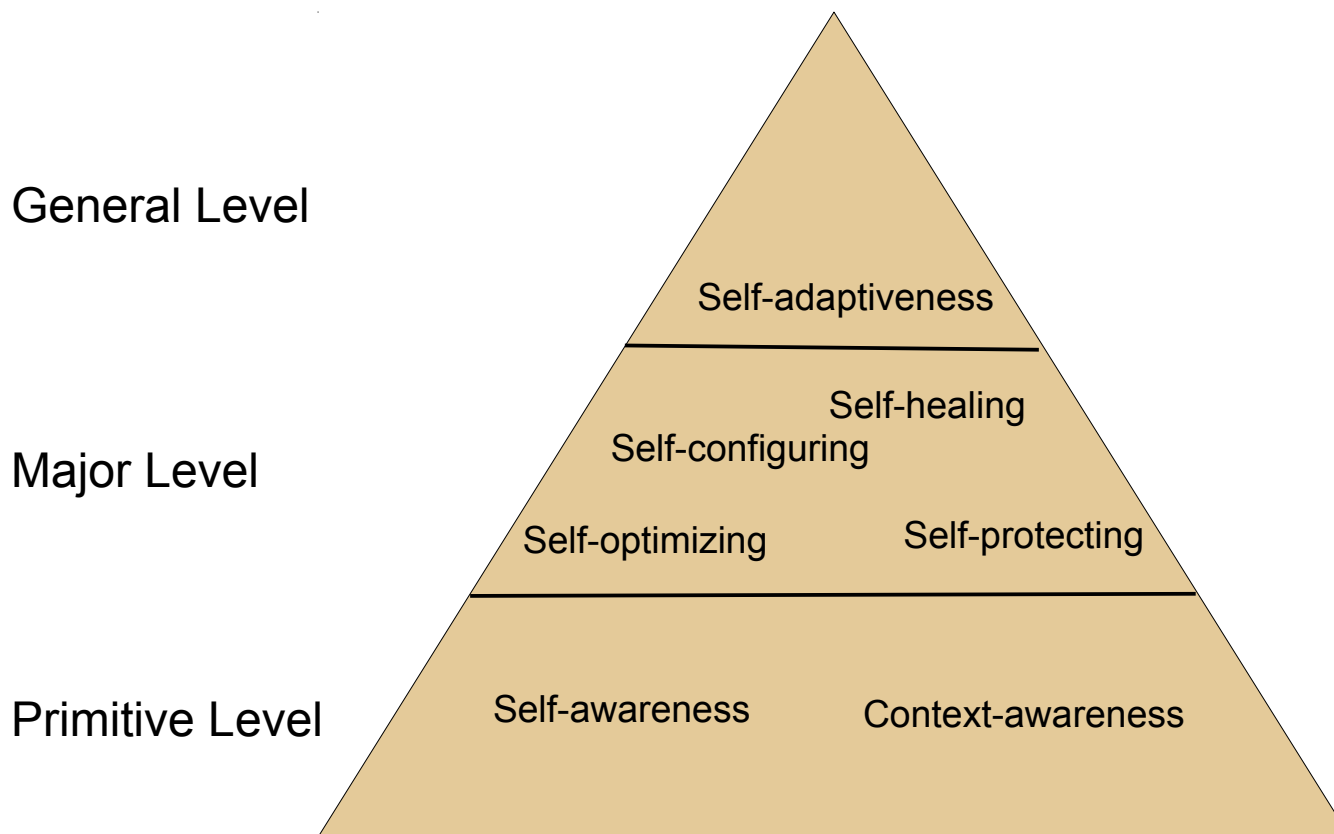 General Level
Self-adaptiveness
Self-healing
Self-configuring
Major Level
Self-optimizing
Self-protecting
Primitive Level
Self-awareness
Context-awareness